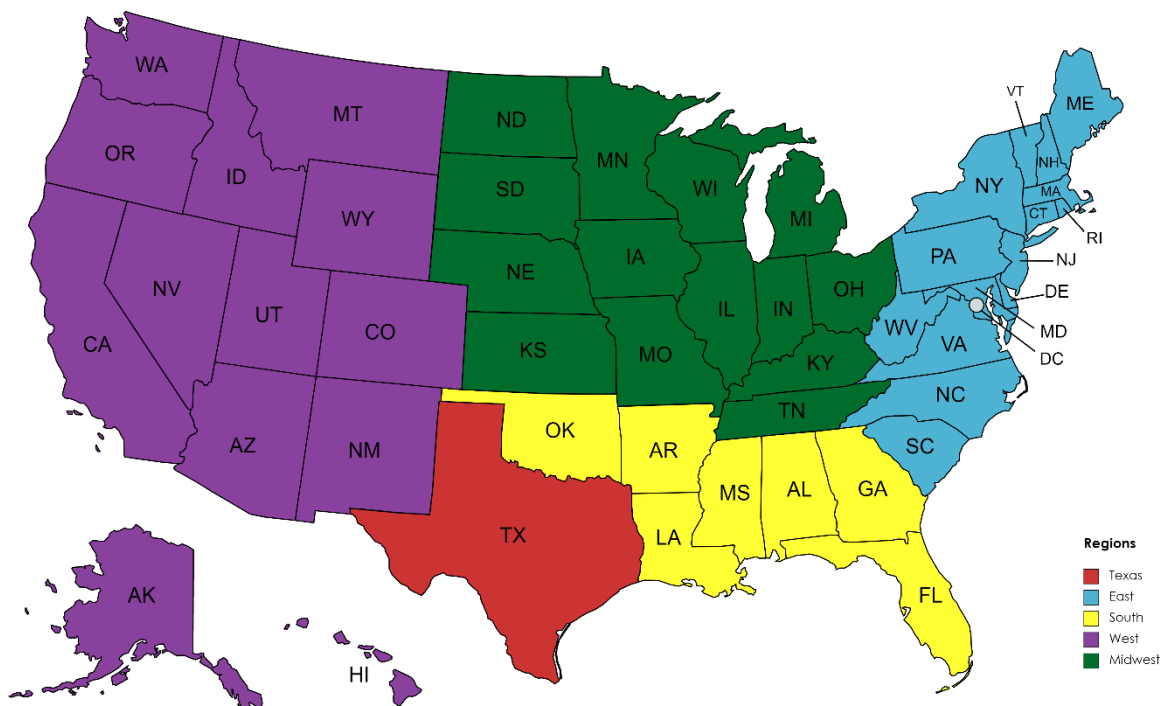 WA
MT
ND
MN
VT
ME
OR
ID
SD
WI
MI
NY
NH
MA
CT
RI
WY
NE
IA
PA
NJ
NV
UT
CO
IL
IN
OH
DE
WV
MD
CA
KS
MO
KY
VA
DC
NC
TN
AZ
NM
OK
AR
SC
MS
AL
GA
TX
LA
FL
AK
HI
Regions
Texas
East
South
West
Midwest